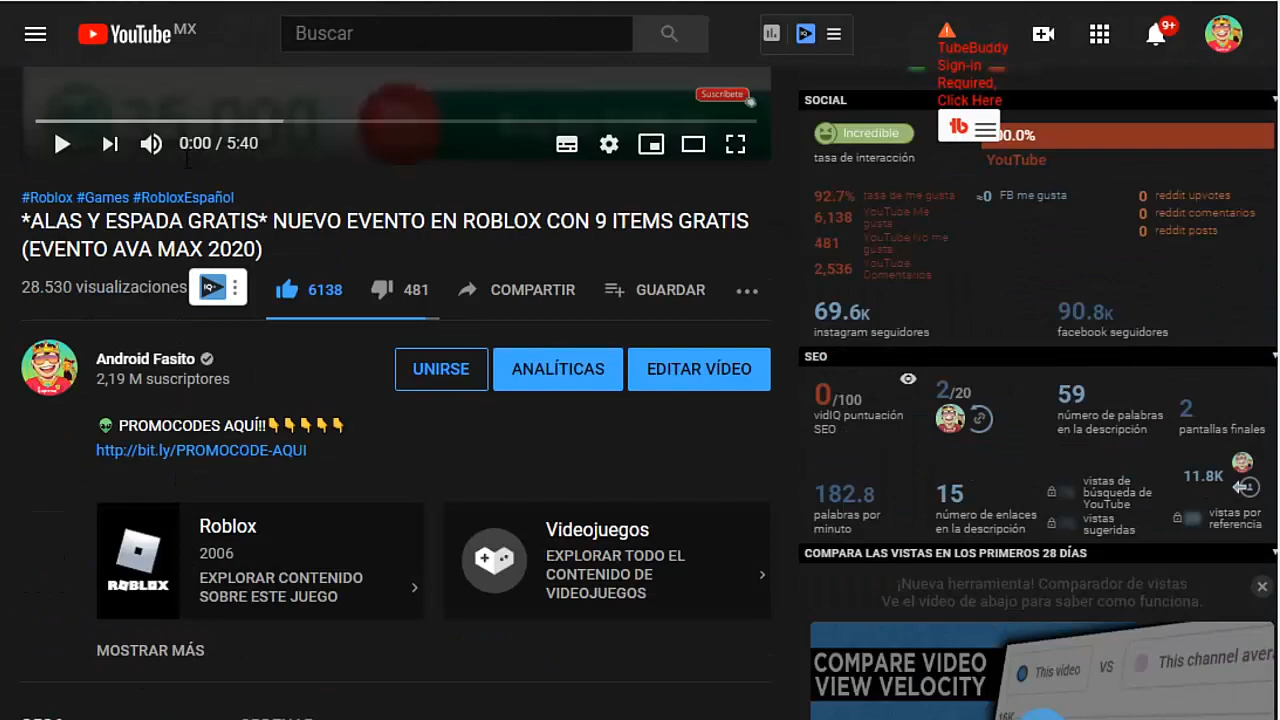 YouTube MX
Buscar
9+
TubeBuddy
Sign-in
Required,
Click Here
Suscríbete
0:00 / 5:40
#Roblox #Games #RobloxEspañol
*ALAS Y ESPADA GRATIS* NUEVO EVENTO EN ROBLOX CON 9 ITEMS GRATIS
(EVENTO AVA MAX 2020)
28.530 visualizaciones
6138
481
COMPARTIR
GUARDAR
Android Fasito
2,19 M suscriptores
UNIRSE
ANALÍTICAS
EDITAR VÍDEO
PROMOCODES AQUÍ!!
http://bit.ly/PROMOCODE-AQUI
ROBLOX
Roblox
2006
EXPLORAR CONTENIDO
SOBRE ESTE JUEGO
Videojuegos
EXPLORAR TODO EL
CONTENIDO DE
VIDEOJUEGOS
MOSTRAR MÁS
SOCIAL
Incredible
tasa de interacción
tb
00.0%
YouTube
92.7% tasa de me gusta
6,138 YouTube Me
gusta
481 YouTube No me
gusta
2,536 YouTube
Comentarios
≈0 FB me gusta
0 reddit upvotes
0 reddit comentarios
0 reddit posts
69.6K
instagram seguidores
90.8K
facebook seguidores
SEO
0/100
vidIQ puntuación
SEO
2/20
59
número de palabras
en la descripción
2
pantallas finales
182.8
palabras por
minuto
15
número de enlaces
en la descripción
vistas de
búsqueda de
YouTube
vistas
sugeridas
11.8K
vistas por
referencia
COMPARA LAS VISTAS EN LOS PRIMEROS 28 DÍAS
¡Nueva herramienta! Comparador de vistas
Ve el vídeo de abajo para saber como funciona.
COMPARE VIDEO
VIEW VELOCITY
This video
VS
This channel aver
16K